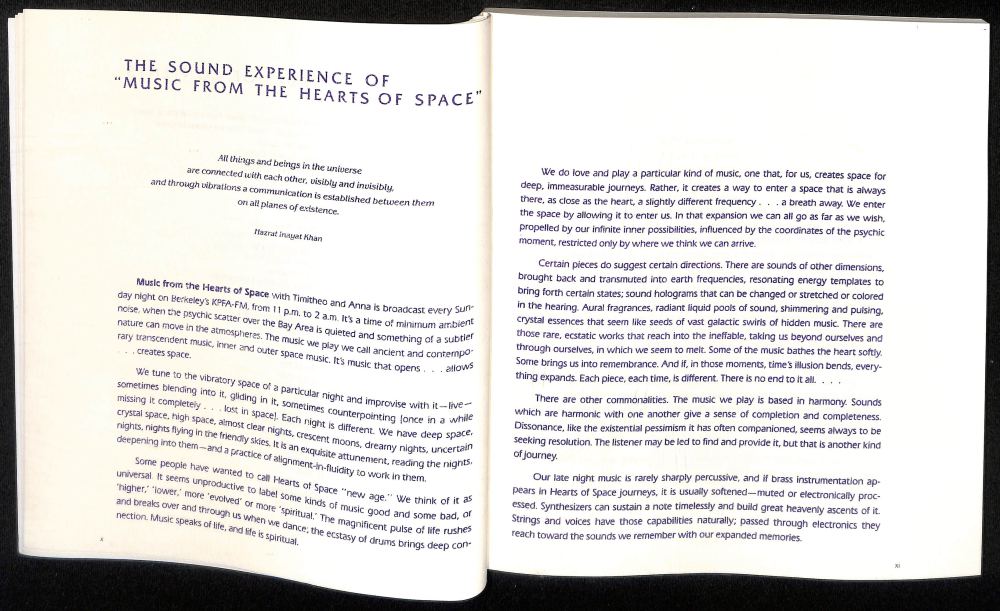 THE SOUND EXPERIENCE OF
"MUSIC FROM THE HEARTS OF SPACE"
All things and beings in the universe
are connected with each other, visibly and invisibly,
and through vibrations a communication is established between them
on all planes of existence.
Hazrat Inayat Khan
Music from the Hearts of Space with Timitheo and Anna is broadcast every Sun-
day night on Berkeley's KPFA-FM, from 11 p.m. to 2 a.m. It's a time of minimum ambient
noise, when the psychic scatter over the Bay Area is quieted and something of a subtler
nature can move in the atmospheres. The music we play we call ancient and contempo-
rary transcendent music, inner and outer space music. It's music that opens . . . allows
. . . creates space.
We tune to the vibratory space of a particular night and improvise with it—live—
sometimes blending into it, gliding in it, sometimes counterpointing [once in a while
missing it completely . . . lost in space]. Each night is different. We have deep space,
crystal space, high space, almost clear nights, crescent moons, dreamy nights, uncertain
nights, nights flying in the friendly skies. It is an exquisite attunement, reading the nights,
deepening into them—and a practice of alignment-in-fluidity to work in them.
Some people have wanted to call Hearts of Space "new age." We think of it as
universal. It seems unproductive to label some kinds of music good and some bad, or
'higher,' 'lower,' more 'evolved' or more 'spiritual.' The magnificent pulse of life rushes
and breaks over and through us when we dance; the ecstasy of drums brings deep con-
nection. Music speaks of life, and life is spiritual.
x
We do love and play a particular kind of music, one that, for us, creates space for
deep, immeasurable journeys. Rather, it creates a way to enter a space that is always
there, as close as the heart, a slightly different frequency . . . a breath away. We enter
the space by allowing it to enter us. In that expansion we can all go as far as we wish,
propelled by our infinite inner possibilities, influenced by the coordinates of the psychic
moment, restricted only by where we think we can arrive.
Certain pieces do suggest certain directions. There are sounds of other dimensions,
brought back and transmuted into earth frequencies, resonating energy templates to
bring forth certain states; sound holograms that can be changed or stretched or colored
in the hearing. Aural fragrances, radiant liquid pools of sound, shimmering and pulsing,
crystal essences that seem like seeds of vast galactic swirls of hidden music. There are
those rare, ecstatic works that reach into the ineffable, taking us beyond ourselves and
through ourselves, in which we seem to melt. Some of the music bathes the heart softly.
Some brings us into remembrance. And if, in those moments, time's illusion bends, every-
thing expands. Each piece, each time, is different. There is no end to it all. . . .
There are other commonalities. The music we play is based in harmony. Sounds
which are harmonic with one another give a sense of completion and completeness.
Dissonance, like the existential pessimism it has often companioned, seems always to be
seeking resolution. The listener may be led to find and provide it, but that is another kind
of journey.
Our late night music is rarely sharply percussive, and if brass instrumentation ap-
pears in Hearts of Space journeys, it is usually softened—muted or electronically proc-
essed. Synthesizers can sustain a note timelessly and build great heavenly ascents of it.
Strings and voices have those capabilities naturally; passed through electronics they
reach toward the sounds we remember with our expanded memories.
xi